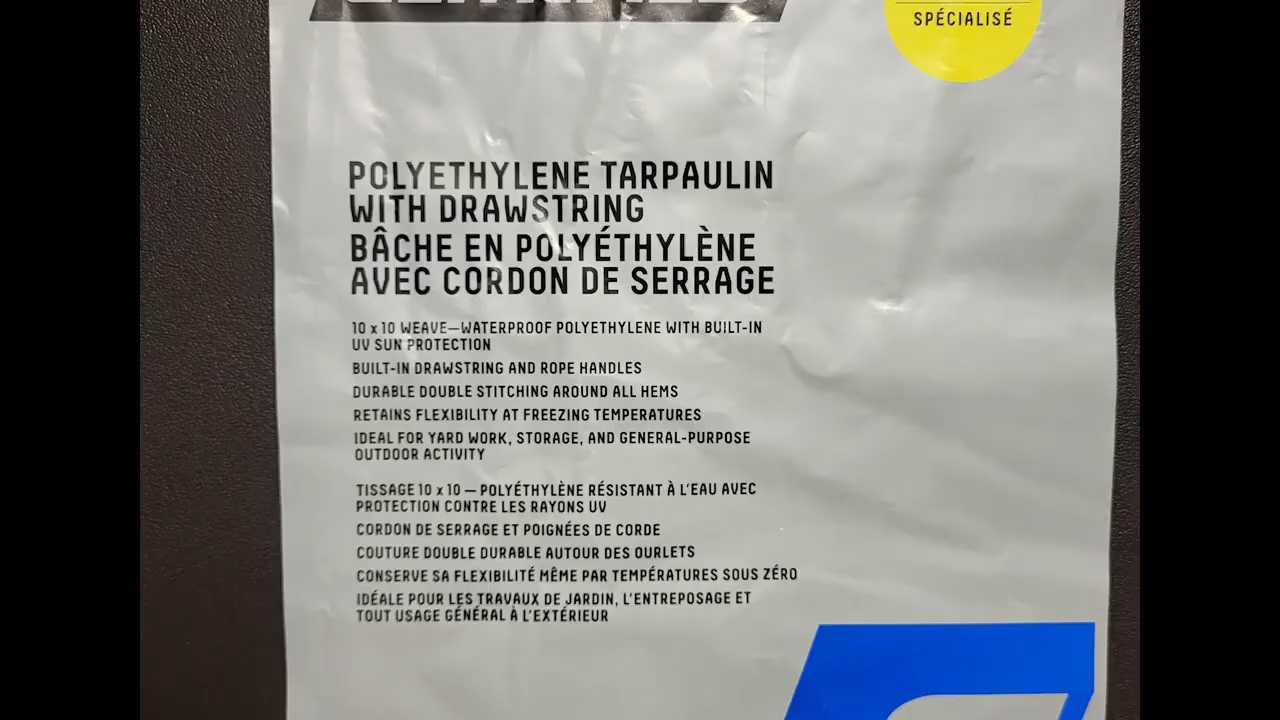 SPÉCIALISÉ
POLYETHYLENE TARPAULIN
WITH DRAWSTRING
BÂCHE EN POLYÉTHYLÈNE
AVEC CORDON DE SERRAGE
10 x 10 WEAVE—WATERPROOF POLYETHYLENE WITH BUILT-IN
UV SUN PROTECTION
BUILT-IN DRAWSTRING AND ROPE HANDLES
DURABLE DOUBLE STITCHING AROUND ALL HEMS
RETAINS FLEXIBILITY AT FREEZING TEMPERATURES
IDEAL FOR YARD WORK, STORAGE, AND GENERAL-PURPOSE
OUTDOOR ACTIVITY
TISSAGE 10 x 10 — POLYÉTHYLÈNE RÉSISTANT À L'EAU AVEC
PROTECTION CONTRE LES RAYONS UV
CORDON DE SERRAGE ET POIGNÉES DE CORDE
COUTURE DOUBLE DURABLE AUTOUR DES OURLETS
CONSERVE SA FLEXIBILITÉ MÊME PAR TEMPÉRATURES SOUS ZÉRO
IDÉALE POUR LES TRAVAUX DE JARDIN, L'ENTREPOSAGE ET
TOUT USAGE GÉNÉRAL À L'EXTÉRIEUR